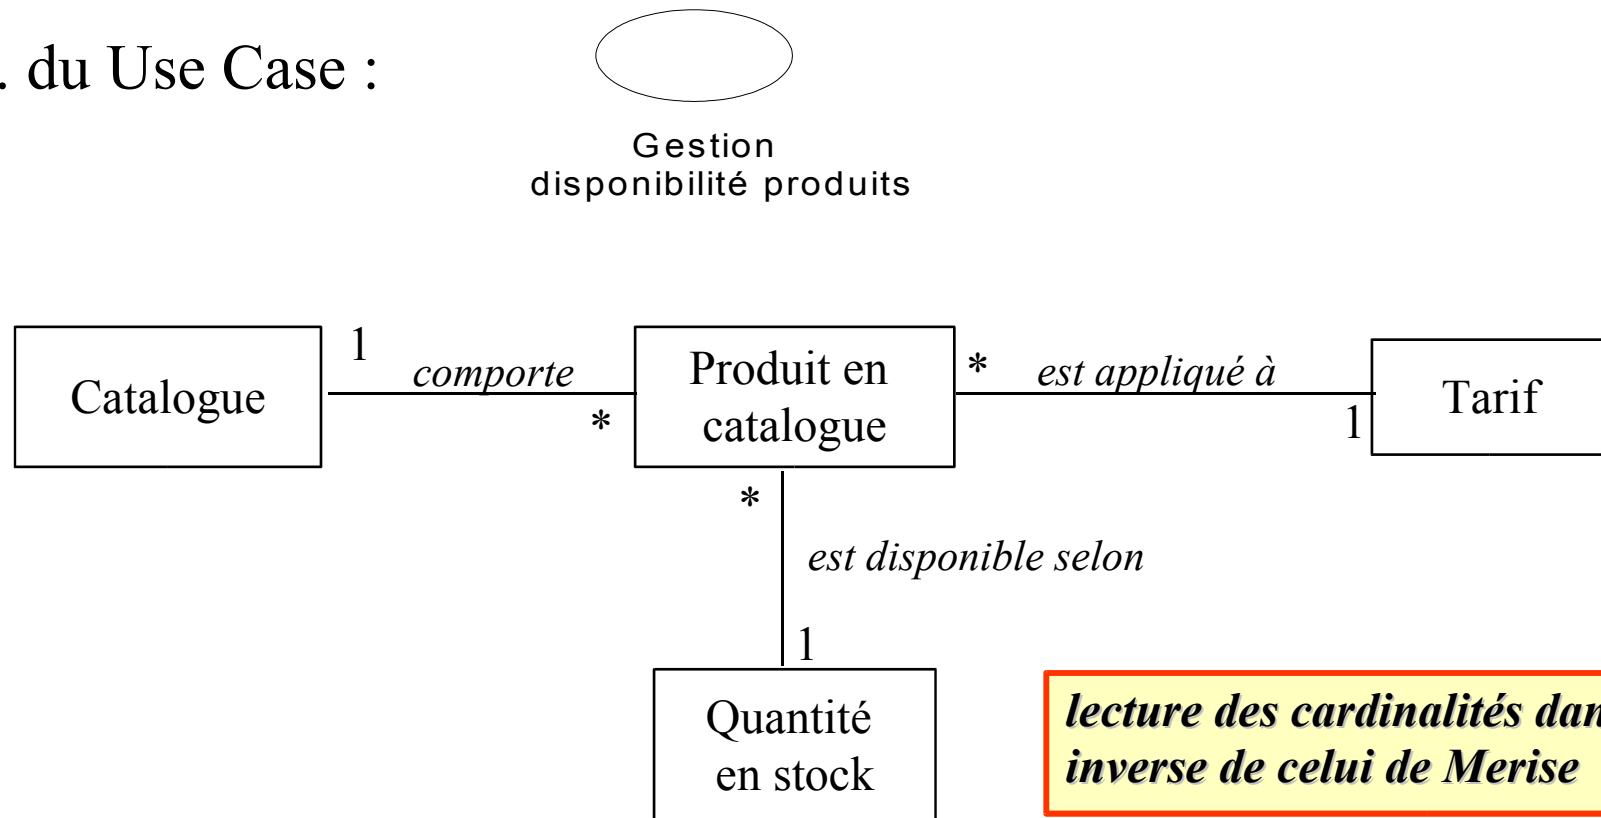 . du Use Case :
Gestion
disponibilité produits
Catalogue
1
comporte
*
Produit en
catalogue
*
est appliqué à
1
Tarif
*
est disponible selon
1
Quantité
en stock
lecture des cardinalités dan
inverse de celui de Merise